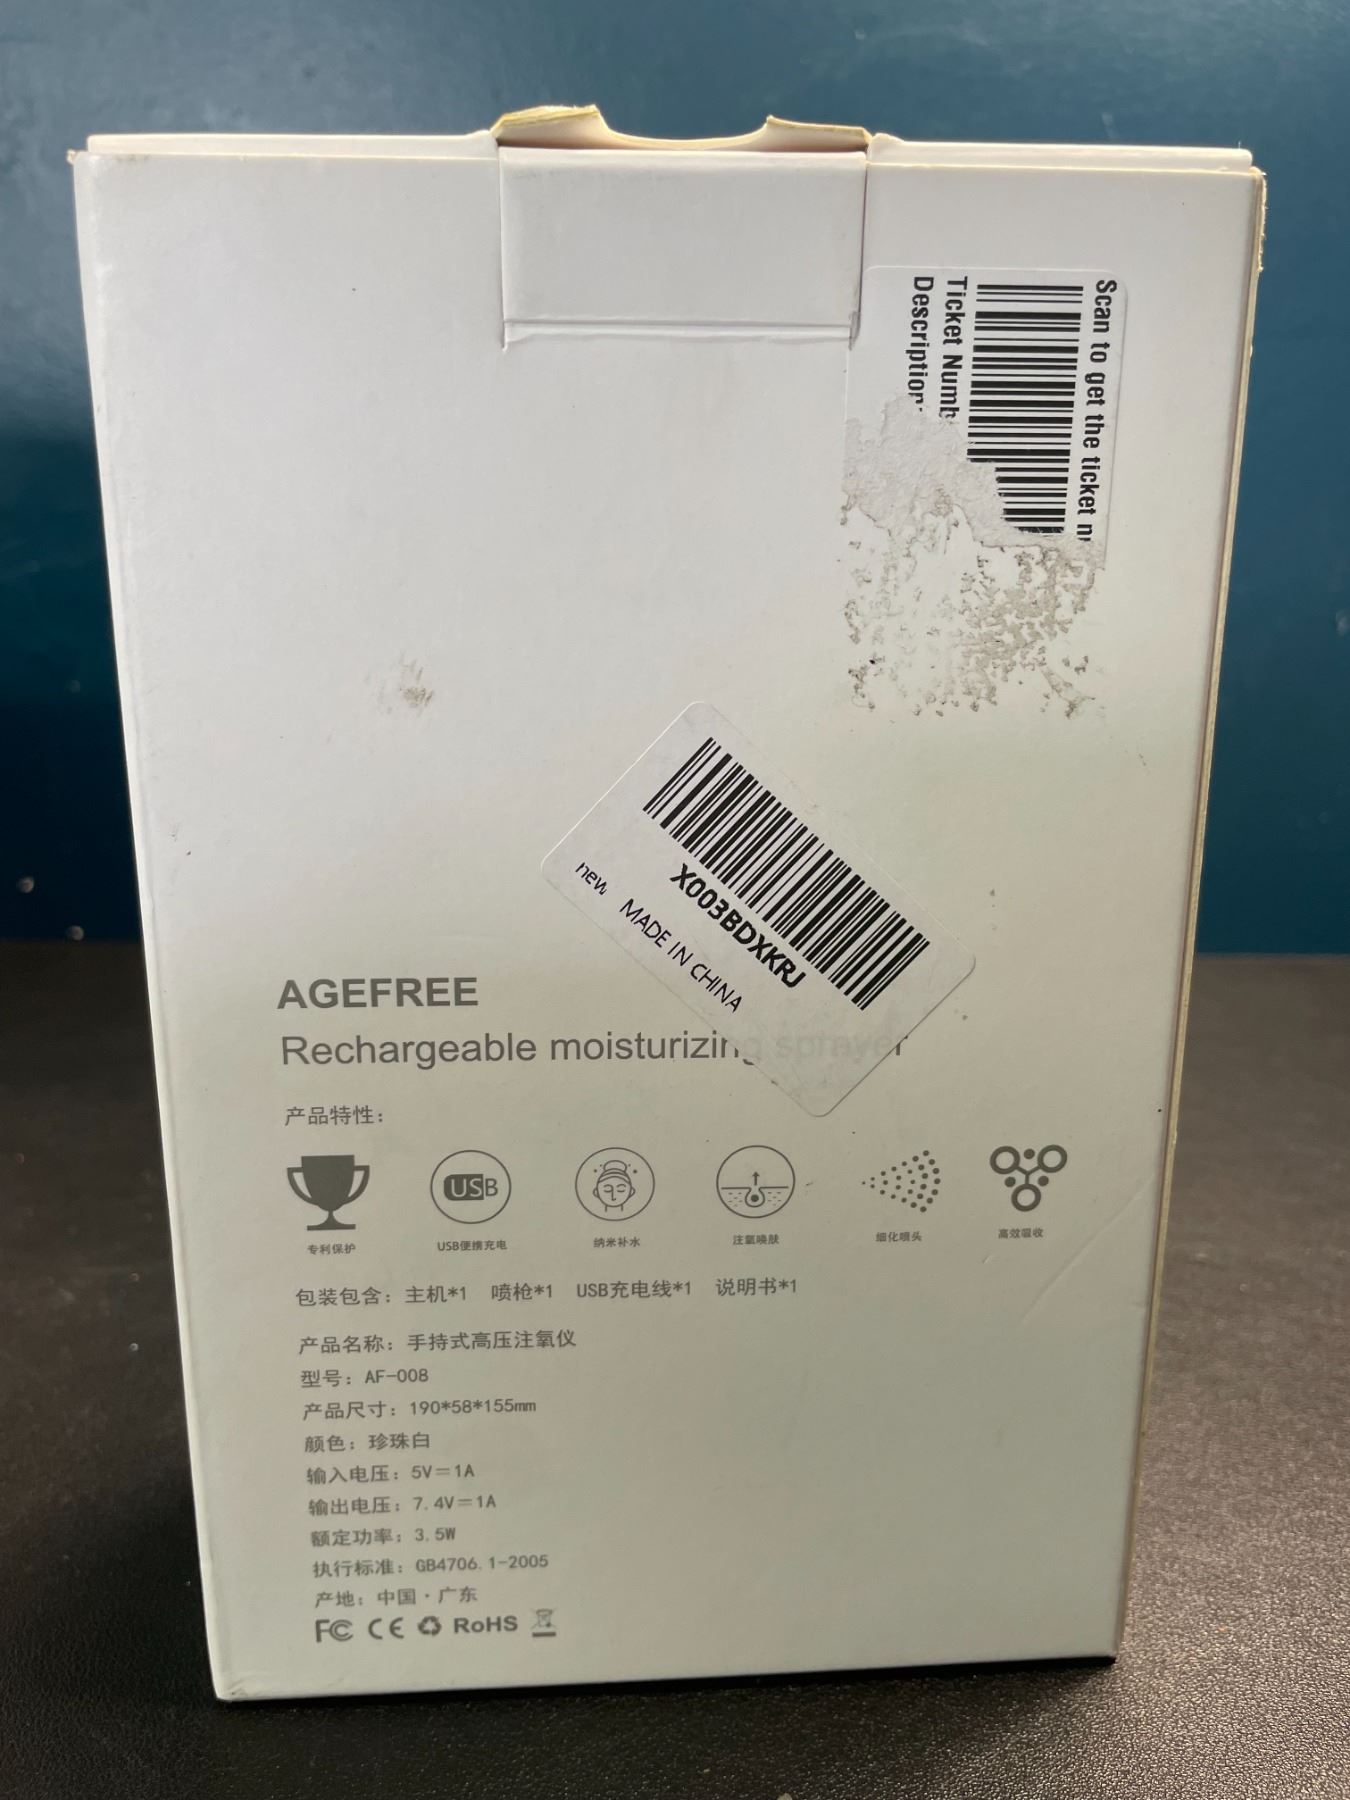 Scan to get the ticket
Ticket
Description:
X003BDXKRJ
new
MADE IN CHINA
AGEFREE
Rechargeable moisturizing sprayer
产品特性：
USB
专利保护
USB便携充电
纳米补水
注氧唤肤
细化喷头
高效吸收
包装包含：主机*1 喷枪*1 USB充电线*1 说明书*1
产品名称：手持式高压注氧仪
型号：AF-008
产品尺寸：190*58*155mm
颜色：珍珠白
输入电压：5V=1A
输出电压：7.4V=1A
额定功率：3.5W
执行标准：GB4706.1-2005
产地：中国·广东
FC CE RoHS